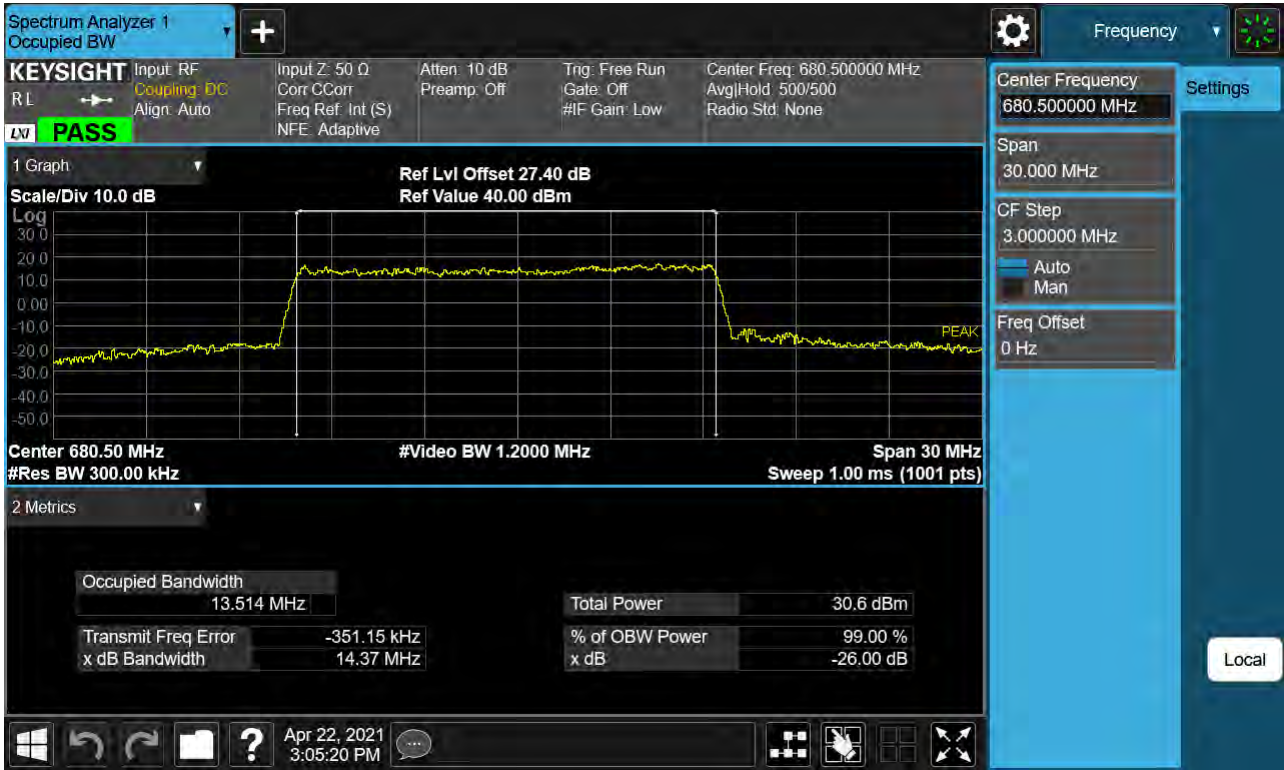 Spectrum Analyzer 1
Occupied BW
Frequency
KEYSIGHT
RL
LXI PASS
Input: RF
Coupling: DC
Align: Auto
Input Z: 50 Ω
Corr CCorr
Freq Ref: Int (S)
NFE: Adaptive
Atten: 10 dB
Preamp: Off
Trig: Free Run
Gate: Off
#IF Gain: Low
Center Freq: 680.500000 MHz
Avg|Hold: 500/500
Radio Std: None
Center Frequency
680.500000 MHz
Settings
Span
30.000 MHz
CF Step
3.000000 MHz
Auto
Man
Freq Offset
0 Hz
Local
1 Graph
Scale/Div 10.0 dB
Ref Lvl Offset 27.40 dB
Ref Value 40.00 dBm
Log
30.0
20.0
10.0
0.00
-10.0
-20.0
-30.0
-40.0
-50.0
PEAK
Center 680.50 MHz
#Video BW 1.2000 MHz
Span 30 MHz
#Res BW 300.00 kHz
Sweep 1.00 ms (1001 pts)
2 Metrics
Occupied Bandwidth
13.514 MHz
Total Power 30.6 dBm
Transmit Freq Error -351.15 kHz
% of OBW Power 99.00 %
x dB Bandwidth 14.37 MHz
x dB -26.00 dB
Apr 22, 2021
3:05:20 PM